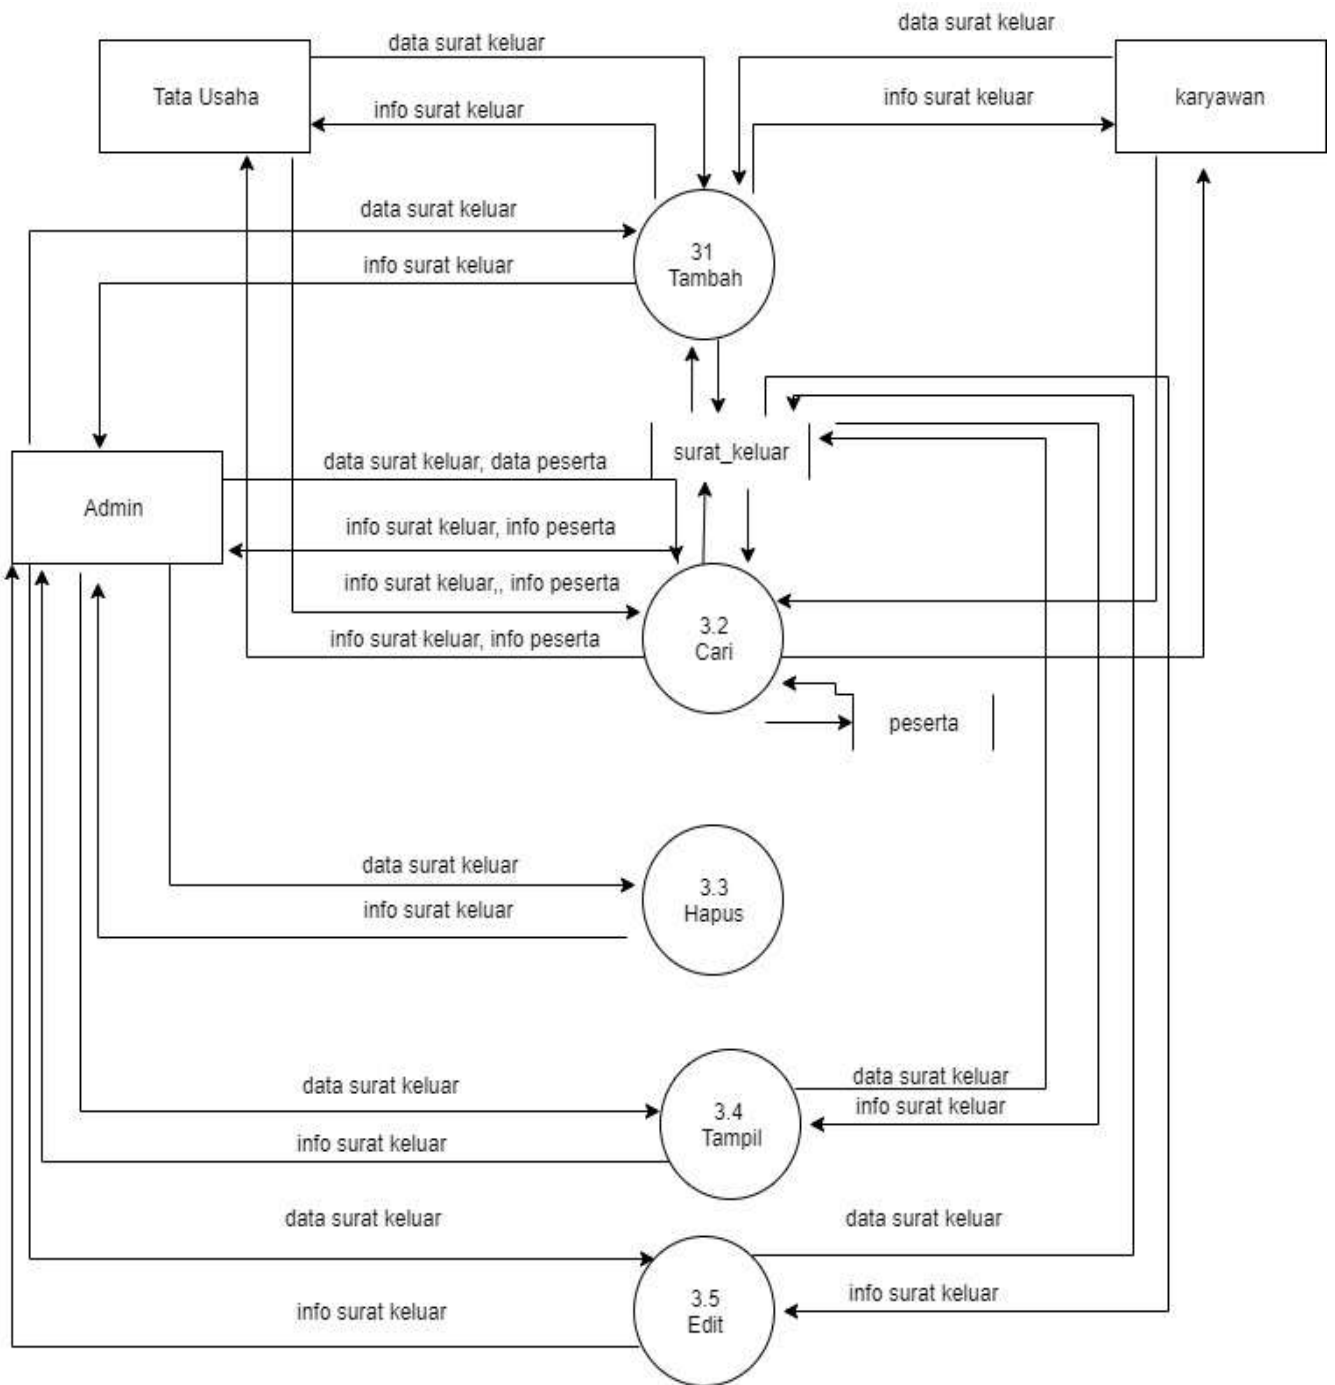 data surat keluar
data surat keluar
Tata Usaha
info surat keluar
info surat keluar
karyawan
data surat keluar
info surat keluar
31
Tambah
surat_keluar
data surat keluar, data peserta
Admin
info surat keluar, info peserta
info surat keluar,, info peserta
info surat keluar, info peserta
3.2
Cari
peserta
data surat keluar
info surat keluar
3.3
Hapus
data surat keluar
info surat keluar
3.4
Tampil
data surat keluar
info surat keluar
data surat keluar
info surat keluar
3.5
Edit
data surat keluar
info surat keluar